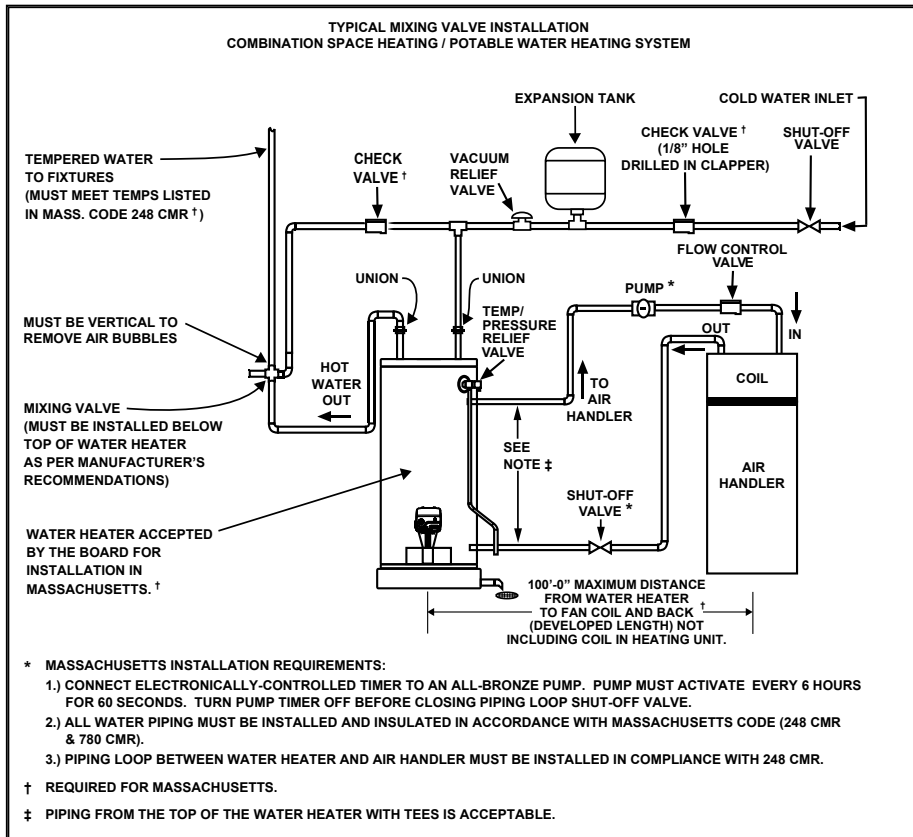 TYPICAL MIXING VALVE INSTALLATION
COMBINATION SPACE HEATING / POTABLE WATER HEATING SYSTEM
EXPANSION TANK
COLD WATER INLET
TEMPERED WATER
TO FIXTURES
(MUST MEET TEMPS LISTED
IN MASS. CODE 248 CMR †)
CHECK
VALVE †
VACUUM
RELIEF
VALVE
CHECK VALVE †
(1/8” HOLE
DRILLED IN CLAPPER)
SHUT-OFF
VALVE
FLOW CONTROL
VALVE
UNION
UNION
PUMP *
TEMP/
PRESSURE
RELIEF
VALVE
OUT
IN
MUST BE VERTICAL TO
REMOVE AIR BUBBLES
HOT
WATER
OUT
TO
AIR
HANDLER
COIL
MIXING VALVE
(MUST BE INSTALLED BELOW
TOP OF WATER HEATER
AS PER MANUFACTURER’S
RECOMMENDATIONS)
SEE
NOTE ‡
AIR
HANDLER
SHUT-OFF
VALVE *
WATER HEATER ACCEPTED
BY THE BOARD FOR
INSTALLATION IN
MASSACHUSETTS. †
100’-0” MAXIMUM DISTANCE
FROM WATER HEATER
TO FAN COIL AND BACK †
(DEVELOPED LENGTH) NOT
INCLUDING COIL IN HEATING UNIT.
* MASSACHUSETTS INSTALLATION REQUIREMENTS:
1.) CONNECT ELECTRONICALLY-CONTROLLED TIMER TO AN ALL-BRONZE PUMP. PUMP MUST ACTIVATE EVERY 6 HOURS
FOR 60 SECONDS. TURN PUMP TIMER OFF BEFORE CLOSING PIPING LOOP SHUT-OFF VALVE.
2.) ALL WATER PIPING MUST BE INSTALLED AND INSULATED IN ACCORDANCE WITH MASSACHUSETTS CODE (248 CMR
& 780 CMR).
3.) PIPING LOOP BETWEEN WATER HEATER AND AIR HANDLER MUST BE INSTALLED IN COMPLIANCE WITH 248 CMR.
† REQUIRED FOR MASSACHUSETTS.
‡ PIPING FROM THE TOP OF THE WATER HEATER WITH TEES IS ACCEPTABLE.